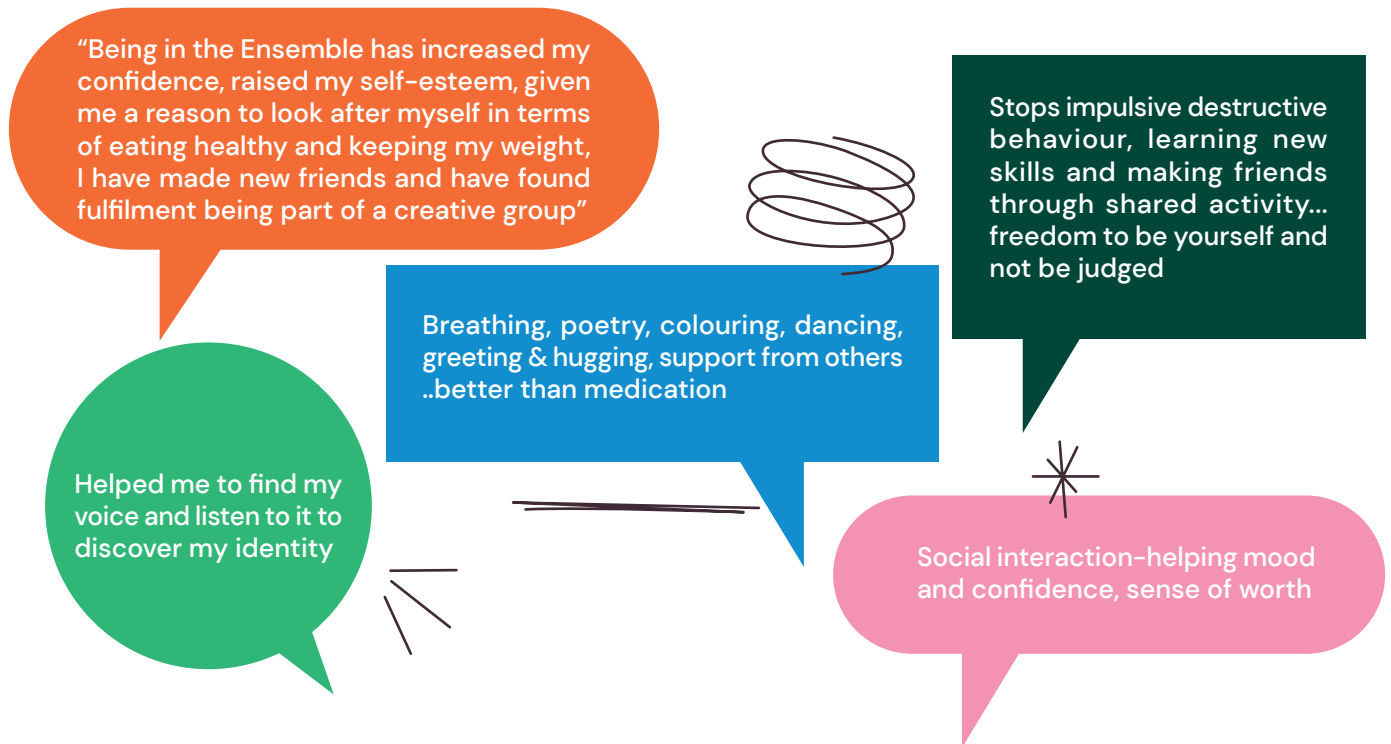 “Being in the Ensemble has increased my
confidence, raised my self-esteem, given
me a reason to look after myself in terms
of eating healthy and keeping my weight,
I have made new friends and have found
fulfilment being part of a creative group”
Stops impulsive destructive
behaviour, learning new
skills and making friends
through shared activity...
freedom to be yourself and
not be judged
Breathing, poetry, colouring, dancing,
greeting & hugging, support from others
..better than medication
Helped me to find my
voice and listen to it to
discover my identity
Social interaction-helping mood
and confidence, sense of worth